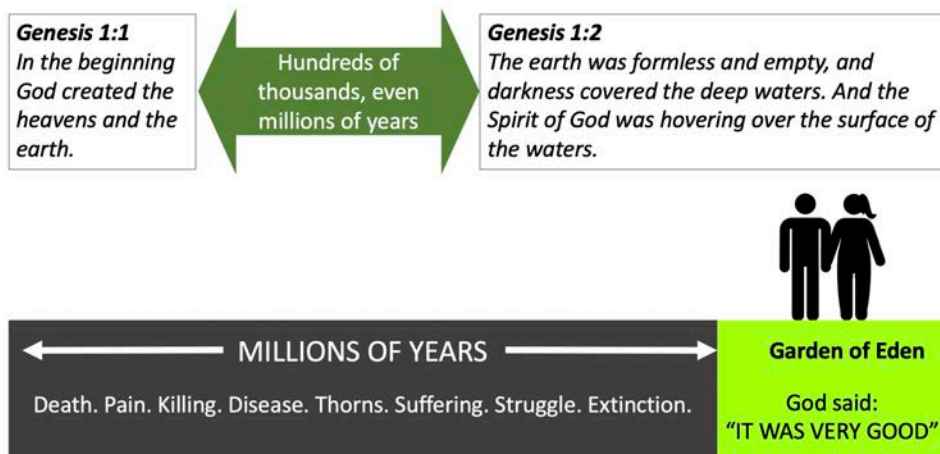 Genesis 1:1
In the beginning
God created the
heavens and the
earth.
Hundreds of
thousands, even
millions of years
Genesis 1:2
The earth was formless and empty, and
darkness covered the deep waters. And the
Spirit of God was hovering over the surface of
the waters.
MILLIONS OF YEARS
Death. Pain. Killing. Disease. Thorns. Suffering. Struggle. Extinction.
Garden of Eden
God said:
“IT WAS VERY GOOD”